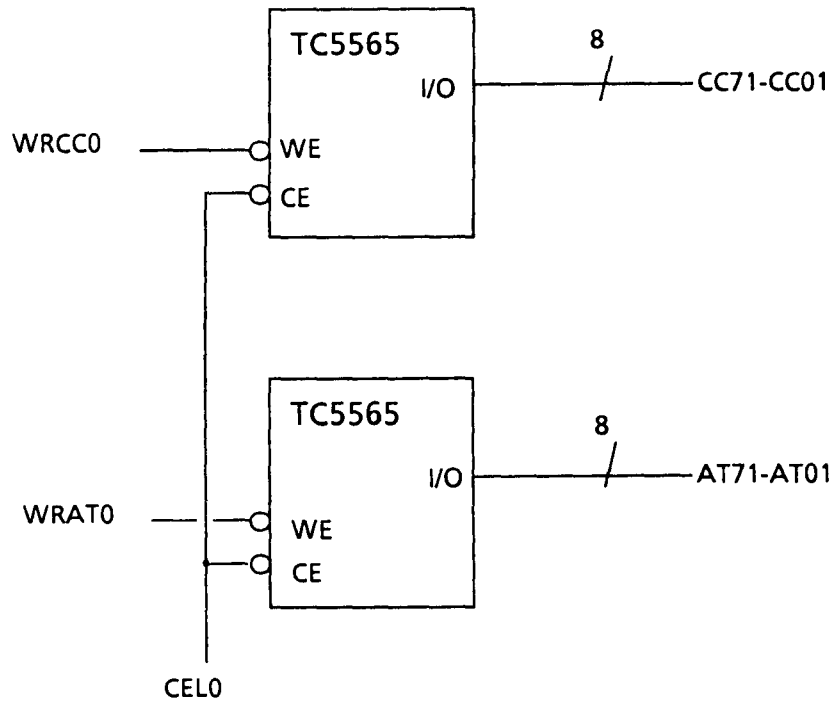 TC5565
8
I/O
CC71-CC01
WRCC0
WE
CE
TC5565
8
I/O
AT71-AT01
WRAT0
WE
CE
CEL0